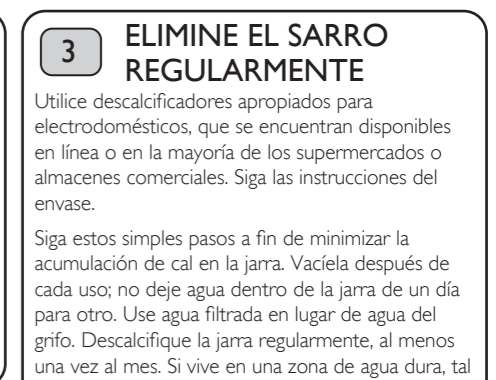 3
ELIMINE EL SARRO
REGULARMENTE
Utilice descalcificadores apropiados para
electrodomésticos, que se encuentran disponibles
en línea o en la mayoría de los supermercados o
almacenes comerciales. Siga las instrucciones del
envase.
Siga estos simples pasos a fin de minimizar la
acumulación de cal en la jarra. Vacíela después de
cada uso; no deje agua dentro de la jarra de un día
para otro. Use agua filtrada en lugar de agua del
grifo. Descalcifique la jarra regularmente, al menos
una vez al mes. Si vive en una zona de agua dura, tal